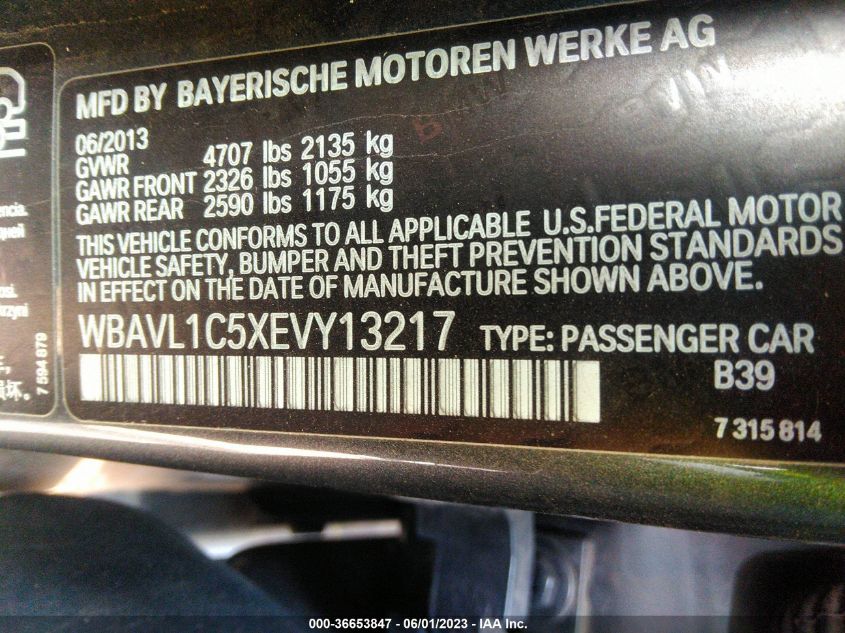 MFD BY BAYERISCHE MOTOREN WERKE AG
06/2013
GVWR 4707 lbs 2135 kg
GAWR FRONT 2326 lbs 1055 kg
GAWR REAR 2590 lbs 1175 kg
THIS VEHICLE CONFORMS TO ALL APPLICABLE U.S.FEDERAL MOTOR
VEHICLE SAFETY, BUMPER AND THEFT PREVENTION STANDARDS
IN EFFECT ON THE DATE OF MANUFACTURE SHOWN ABOVE.
WBAVL1C5XEVY13217 TYPE: PASSENGER CAR
B39
7 315 814
7 594 879
000-36653847 - 06/01/2023 - IAA Inc.